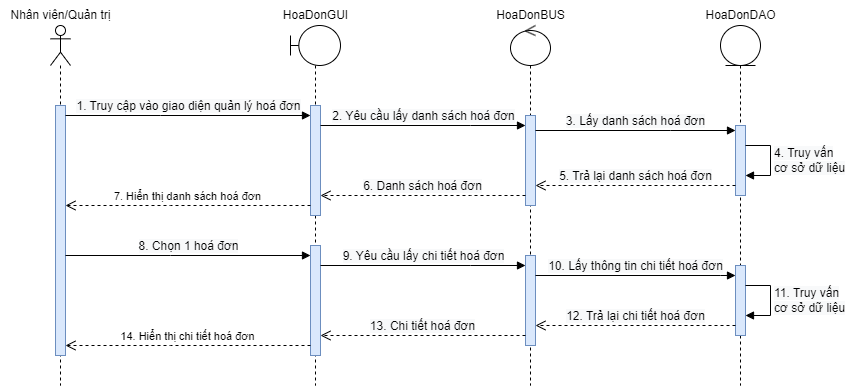 Nhân viên/Quản trị
HoaDonGUI
HoaDonBUS
HoaDonDAO
1. Truy cập vào giao diện quản lý hoá đơn
2. Yêu cầu lấy danh sách hoá đơn
3. Lấy danh sách hoá đơn
4. Truy vấn
cơ sở dữ liệu
5. Trả lại danh sách hoá đơn
6. Danh sách hoá đơn
7. Hiển thị danh sách hoá đơn
8. Chọn 1 hoá đơn
9. Yêu cầu lấy chi tiết hoá đơn
10. Lấy thông tin chi tiết hoá đơn
11. Truy vấn
cơ sở dữ liệu
12. Trả lại chi tiết hoá đơn
13. Chi tiết hoá đơn
14. Hiển thị chi tiết hoá đơn